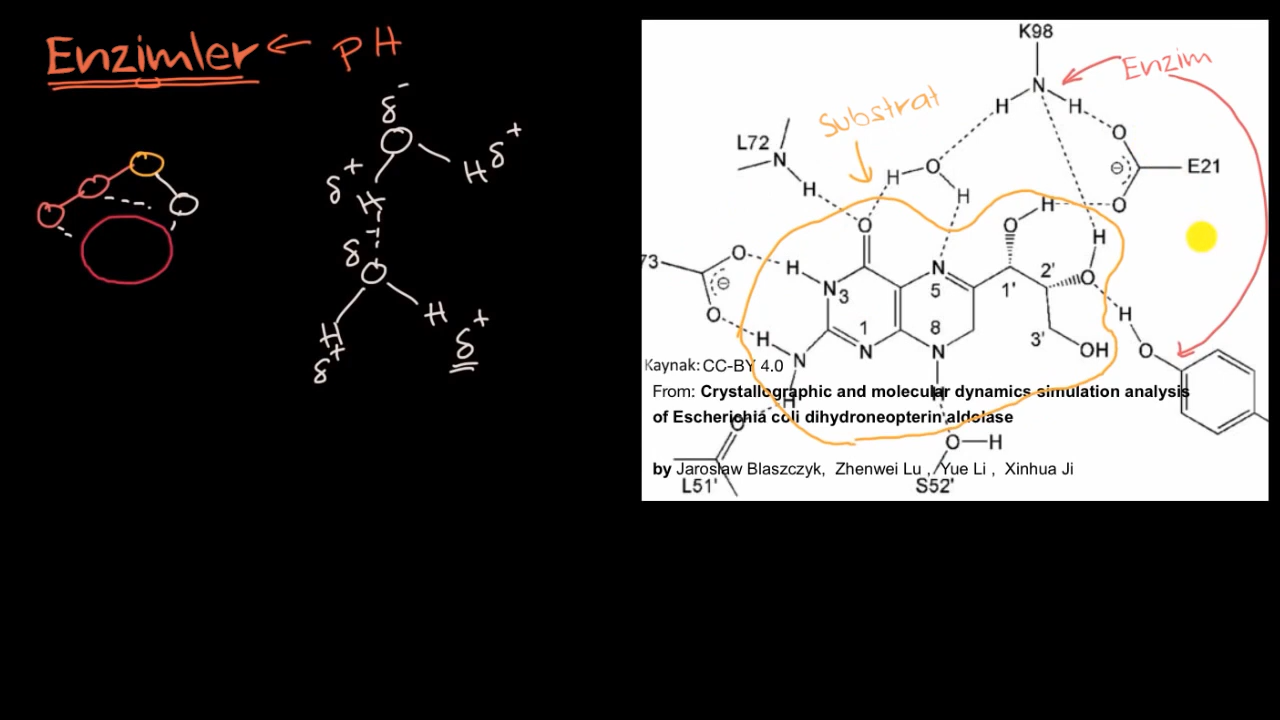 Enzimler ← pH
δ-
O
H δ+
δ+
H
δ-
O
H
H
δ+
δ+
K98
N
Enzim
H H
Substrat
O
L72
N
H
H O
H
⊖
E21
O
O H
O
H
73
O
H
N
3
N
5
1'
2'
O
⊖
O
H
N
1
N
8
N
3'
OH
H
O
Kaynak: CC-BY 4.0
From: Crystallographic and molecular dynamics simulation analysis
of Escherichia coli dihydroneopterin aldolase
H
H
O
O H
by Jaroslaw Blaszczyk, Zhenwei Lu , Yue Li , Xinhua Ji
L51'
S52'